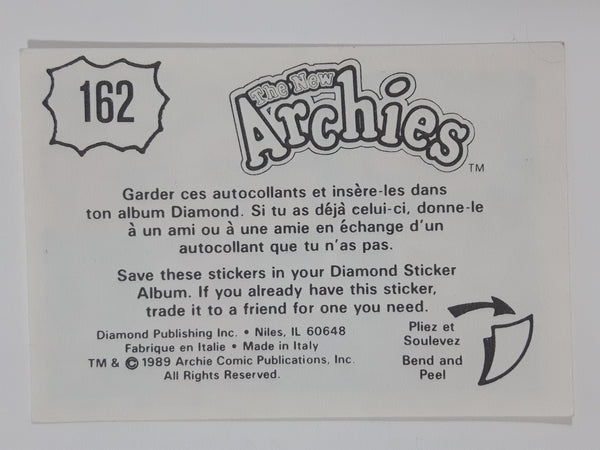 162
The New
Archies
TM
Garder ces autocollants et insère-les dans
ton album Diamond. Si tu as déjà celui-ci, donne-le
à un ami ou à une amie en échange d'un
autocollant que tu n'as pas.
Save these stickers in your Diamond Sticker
Album. If you already have this sticker,
trade it to a friend for one you need.
Diamond Publishing Inc. • Niles, IL 60648
Fabrique en Italie • Made in Italy
TM & © 1989 Archie Comic Publications, Inc.
All Rights Reserved.
Pliez et
Soulevez
Bend and
Peel